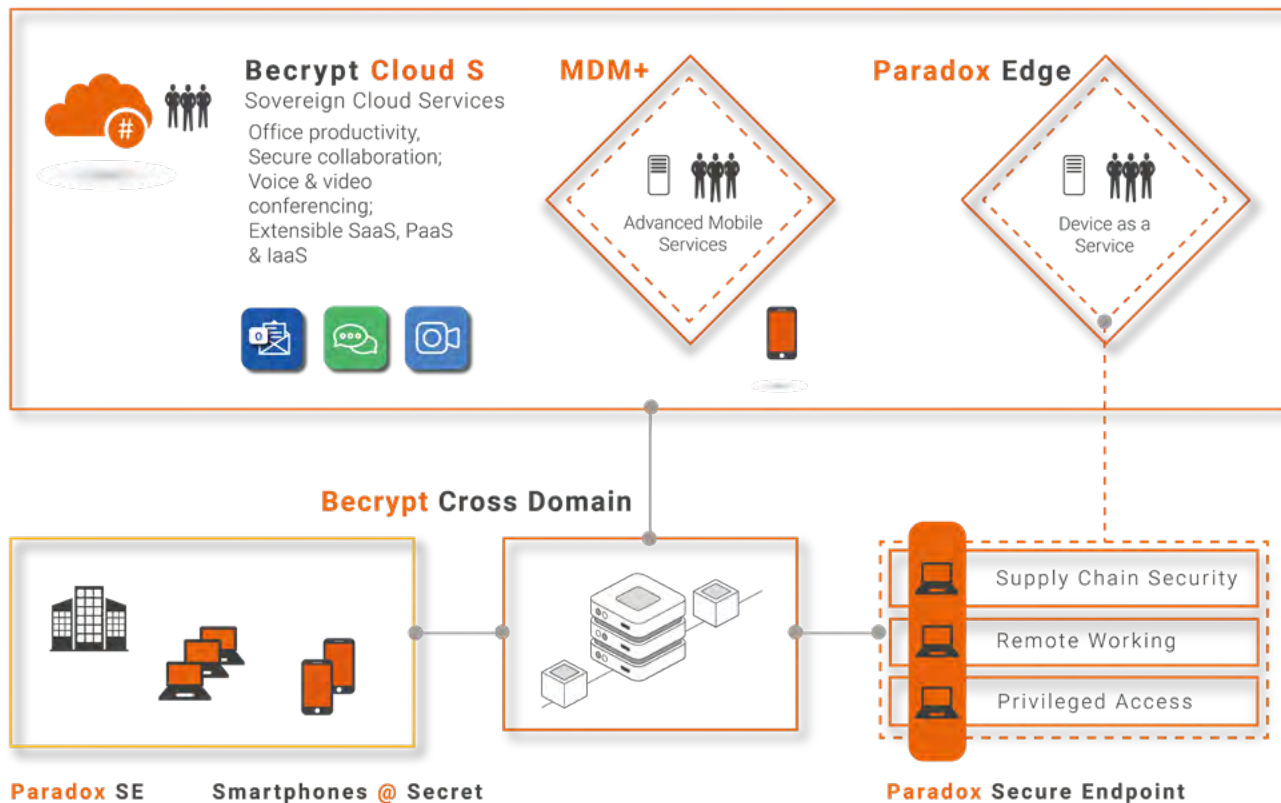 Becrypt Cloud S
Sovereign Cloud Services
Office productivity,
Secure collaboration;
Voice & video
conferencing;
Extensible SaaS, PaaS
& IaaS
#
O
MDM+
Advanced Mobile
Services
Paradox Edge
Device as a
Service
Becrypt Cross Domain
Supply Chain Security
Remote Working
Privileged Access
Paradox SE
Smartphones @ Secret
Paradox Secure Endpoint